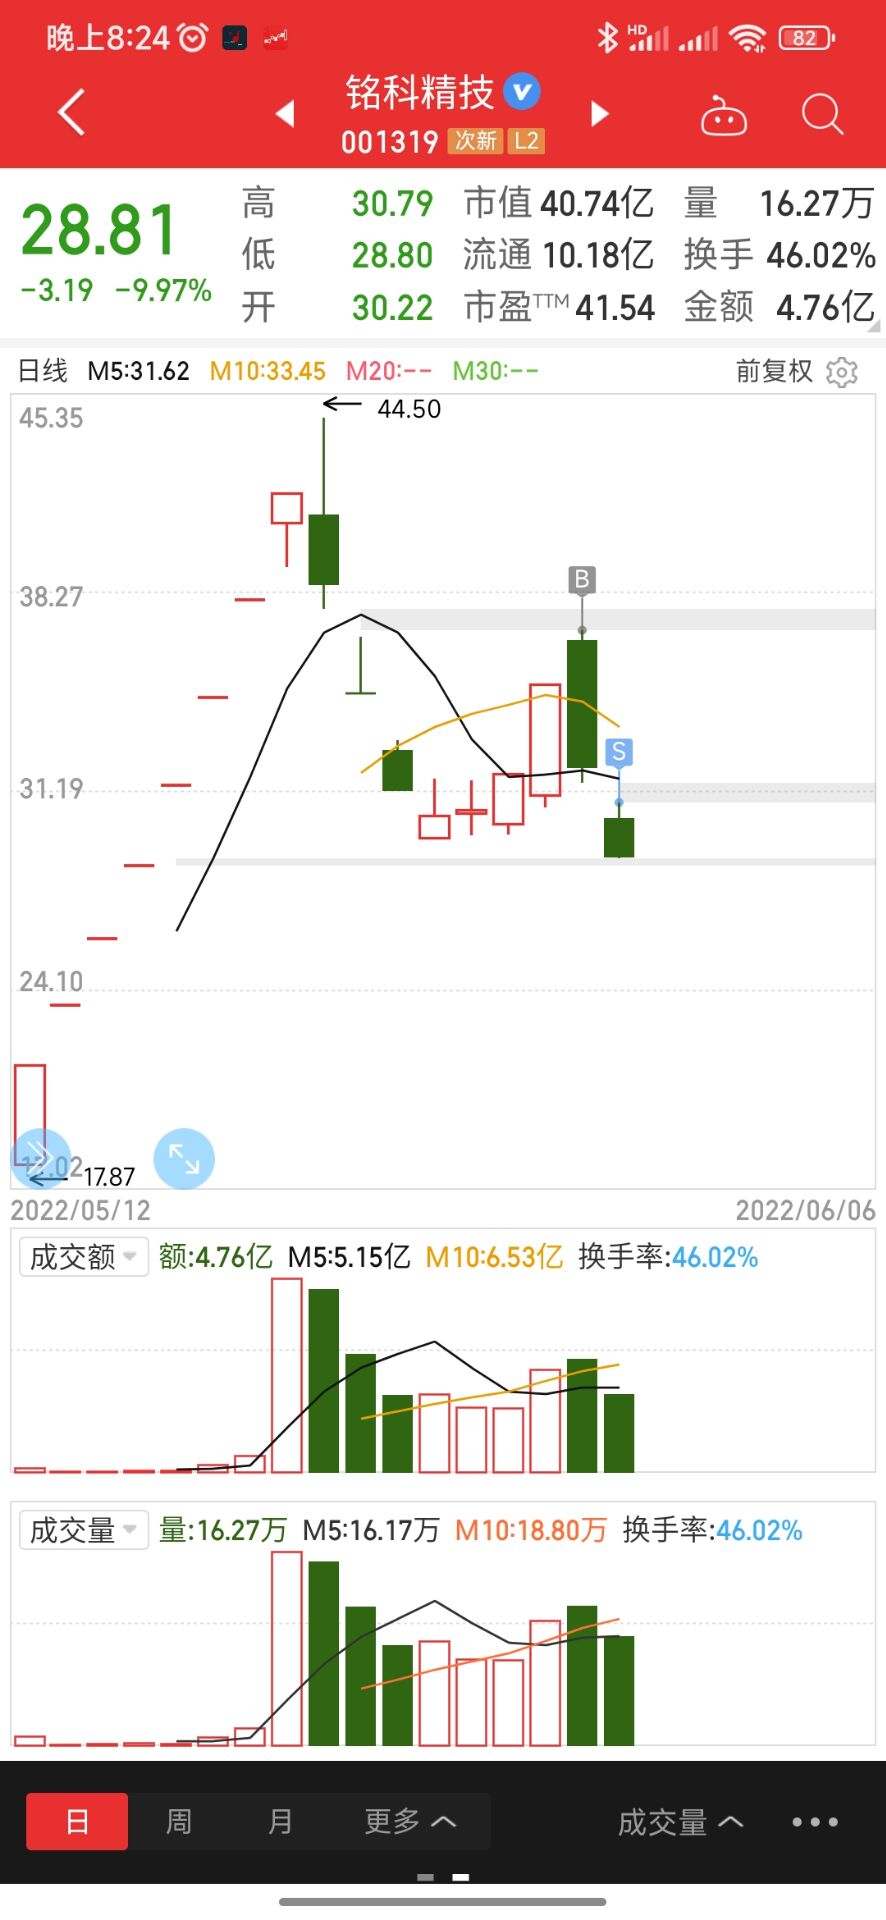 晚上8:24 HD 82
铭科精技
001319 次新 L2
28.81
-3.19 -9.97%
高 30.79 市值 40.74亿 量 16.27万
低 28.80 流通 10.18亿 换手 46.02%
开 30.22 市盈TTM 41.54 金额 4.76亿
日线 M5:31.62 M10:33.45 M20:-- M30:-- 前复权
45.35
44.50
38.27
B
S
31.19
24.10
17.02
17.87
2022/05/12 2022/06/06
成交额 额:4.76亿 M5:5.15亿 M10:6.53亿 换手率:46.02%
成交量 量:16.27万 M5:16.17万 M10:18.80万 换手率:46.02%
日 周 月 更多 成交量